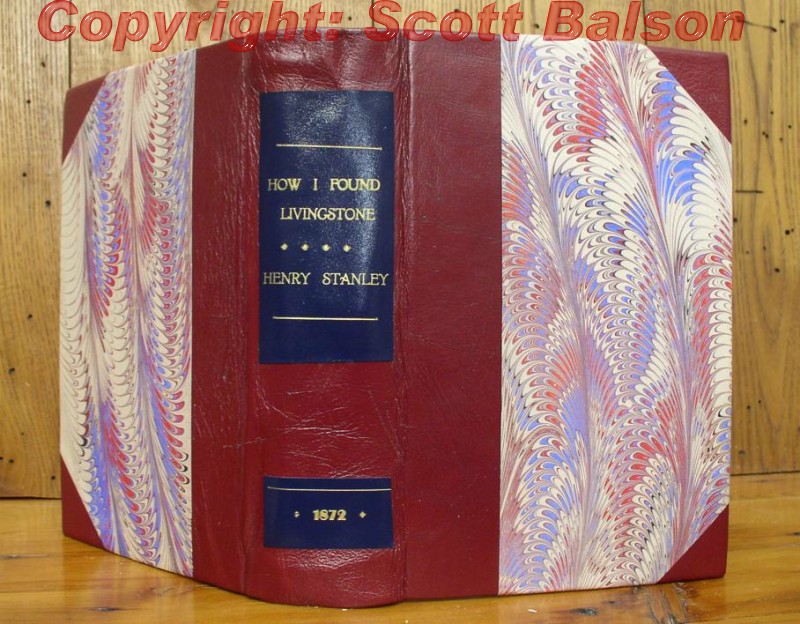 Copyright: Scott Balson
HOW I FOUND
LIVINGSTONE
HENRY STANLEY
1872